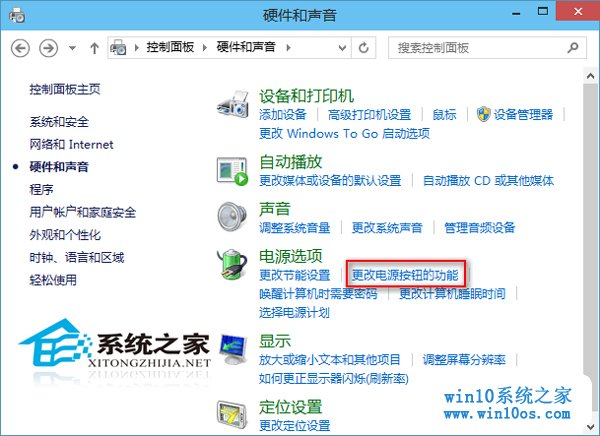 硬件和声音
控制面板 硬件和声音
搜索控制面板
控制面板主页
系统和安全
网络和 Internet
硬件和声音
程序
用户帐户和家庭安全
外观和个性化
时钟、语言和区域
轻松使用
设备和打印机
添加设备 高级打印机设置 鼠标 设备管理器
更改 Windows To Go 启动选项
自动播放
更改媒体或设备的默认设置 自动播放 CD 或其他媒体
声音
调整系统音量 更改系统声音 管理音频设备
电源选项
更改节能设置 更改电源按钮的功能
唤醒计算机时需要密码 更改计算机睡眠时间
选择电源计划
显示
放大或缩小文本和其他项目 调整屏幕分辨率
如何更正显示器闪烁(刷新率)
定位设置
更改定位设置
系统之家
XITONGZHIJIA.NET
win10系统之家
www.win10os.com